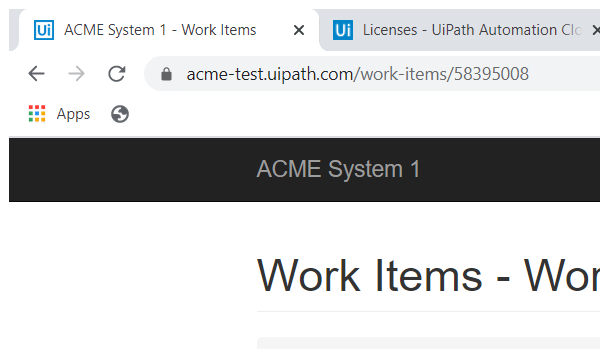 Ui ACME System 1 - Work Items
Ui Licenses - UiPath Automation Clo
acme-test.uipath.com/work-items/58395008
Apps
ACME System 1
Work Items - Wor